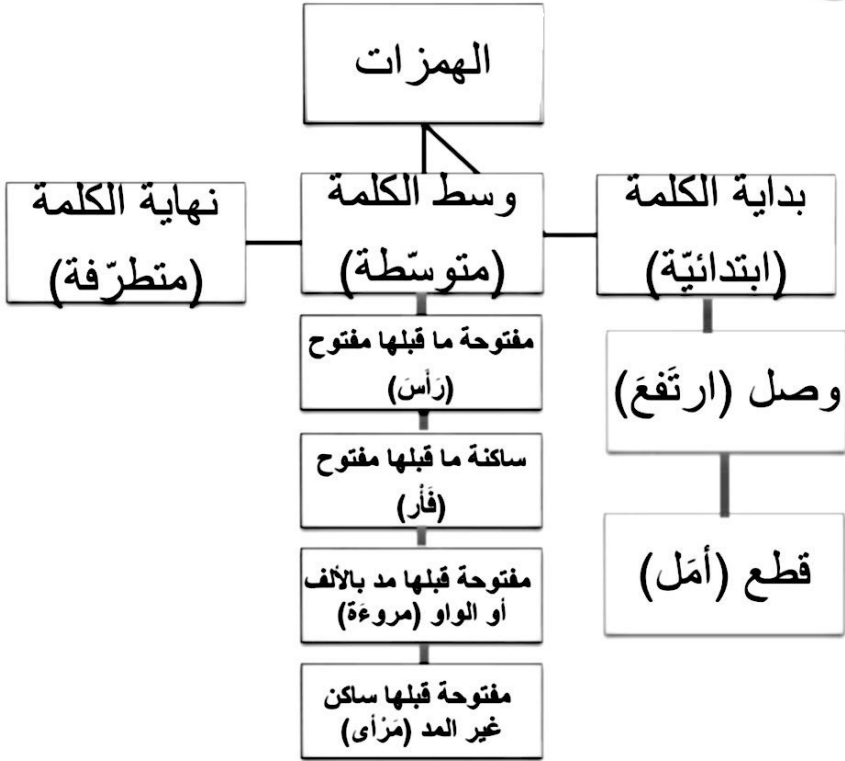 الهمزات
بداية الكلمة
(ابتدائيّة)
وسط الكلمة
(متوسّطة)
نهاية الكلمة
(متطرّفة)
وصل (ارتَفعَ)
قطع (أمَل)
مفتوحة ما قبلها مفتوح
(رَأَسَ)
ساكنة ما قبلها مفتوح
(فَأْر)
مفتوحة قبلها مد بالألف
أو الواو (مروءَة)
مفتوحة قبلها ساكن
غير المد (مَرْأى)